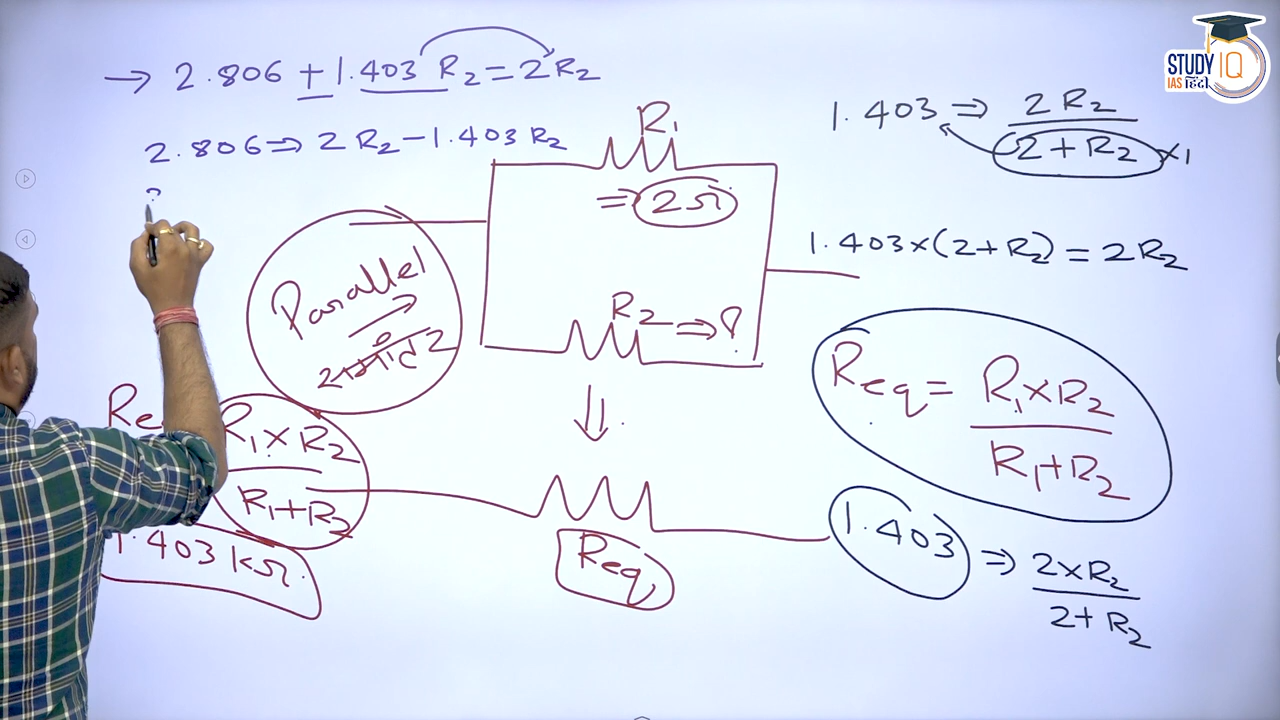 → 2.806 + 1.403 R₂ = 2R₂
2.806 ⇒ 2R₂ − 1.403 R₂
STUDY IQ
IAS हिंदी
1.403 ⇒ 2R₂
2 + R₂ × 1
1.403×(2+R₂) = 2R₂
R₁
⇒ 2Ω
R₂ ⇒ ?
Parallel
→
⇓
R₁×R₂
R₁+R₂
1.403 kΩ
Req
Req = R₁×R₂
R₁+R₂
1.403 ⇒ 2×R₂
2+R₂